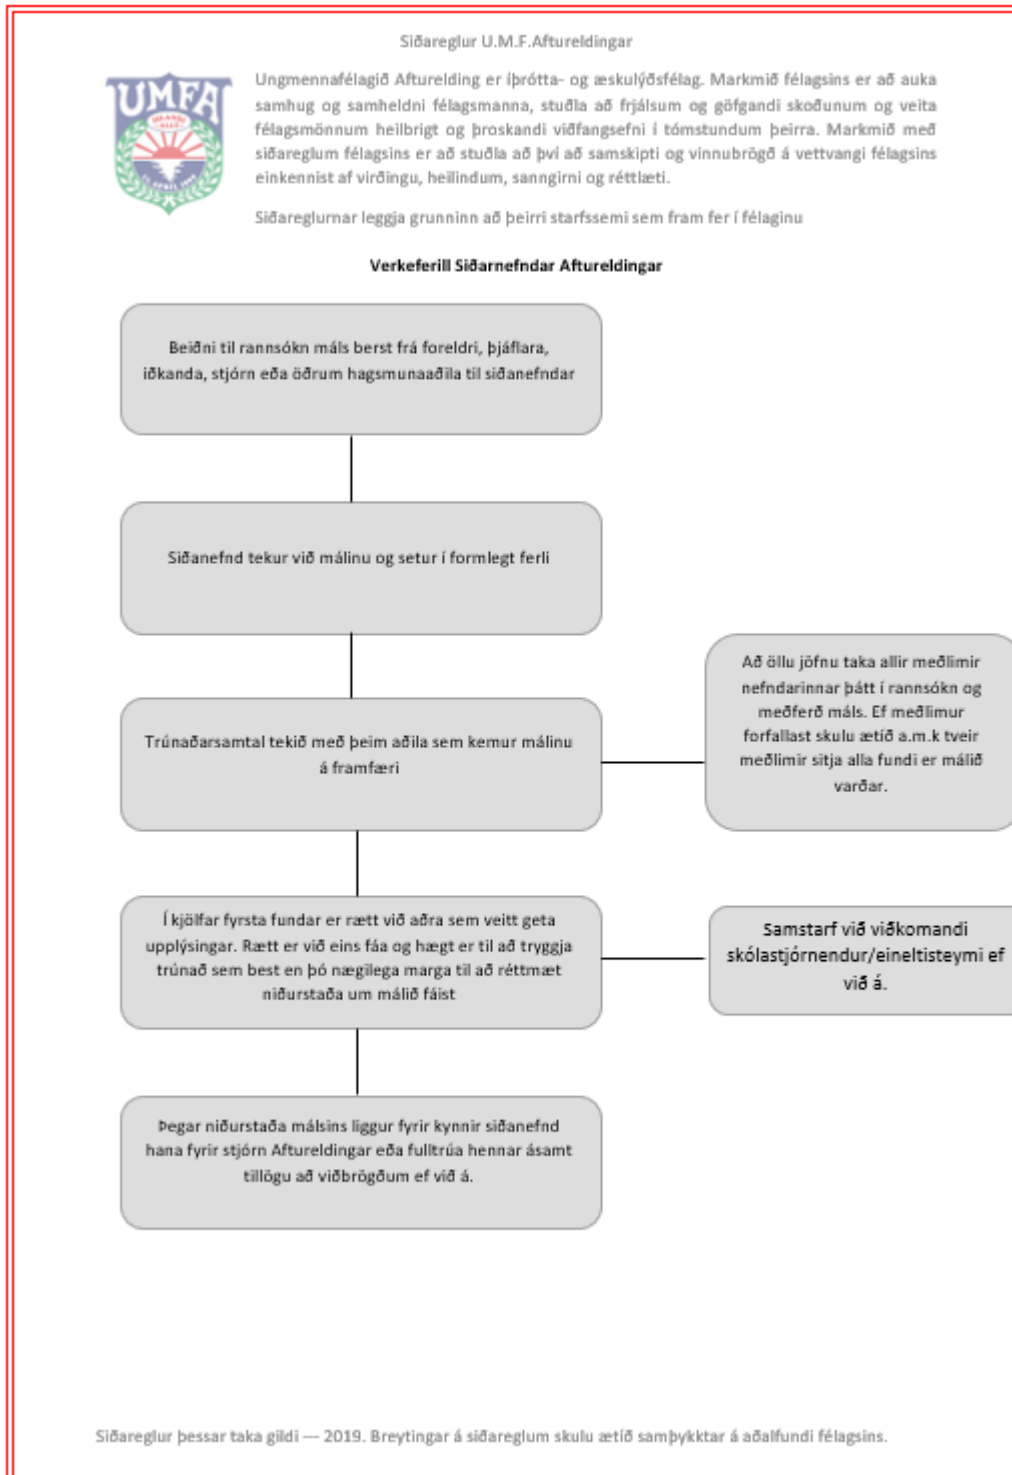 Siðareglur U.M.F.Aftureldingar
UMFA
Ungmennafélagið Afturelding er íþrótta- og æskulýðsfélag. Markmið félagsins er að auka
samhug og samheldni félagsmanna, stuðla að frjálsum og göfgandi skoðunum og veita
félagsmönnum heilbrigt og þroskandi viðfangsefni í tómstundum þeirra. Markmið með
siðareglum félagsins er að stuðla að því að samskipti og vinnubrögð á vettvangi félagsins
einkennist af virðingu, heilindum, sanngirni og réttlæti.
Siðareglurnar leggja grunninn að þeirri starfssemi sem fram fer í félaginu
Verkeferill Siðarnefndar Aftureldingar
Beiðni til rannsókn máls berst frá foreldri, þjáflara,
iðkanda, stjórn eða öðrum hagsmunaaðila til siðanefndar
Siðanefnd tekur við málinu og setur í formlegt ferli
Trúnaðarsamtal tekið með þeim aðila sem kemur málinu
á framfæri
Að öllu jöfnu taka allir meðlimir
nefndarinnar þátt í rannsókn og
meðferð máls. Ef meðlimur
forfallast skulu ætíð a.m.k tveir
meðlimir sitja alla fundi er málið
varðar.
Í kjölfar fyrsta fundar er rætt við aðra sem veitt geta
upplýsingar. Rætt er við eins fáa og hægt er til að tryggja
trúnað sem best en þó nægilega marga til að réttmæt
niðurstaða um málið fáist
Samstarf við viðkomandi
skólastjórnendur/eineltisteymi ef
við á.
Þegar niðurstaða málsins liggur fyrir kynnir siðanefnd
hana fyrir stjórn Aftureldingar eða fulltrúa hennar ásamt
tillögu að viðbrögðum ef við á.
Siðareglur þessar taka gildi –– 2019. Breytingar á siðareglum skulu ætíð samþykktar á aðalfundi félagsins.